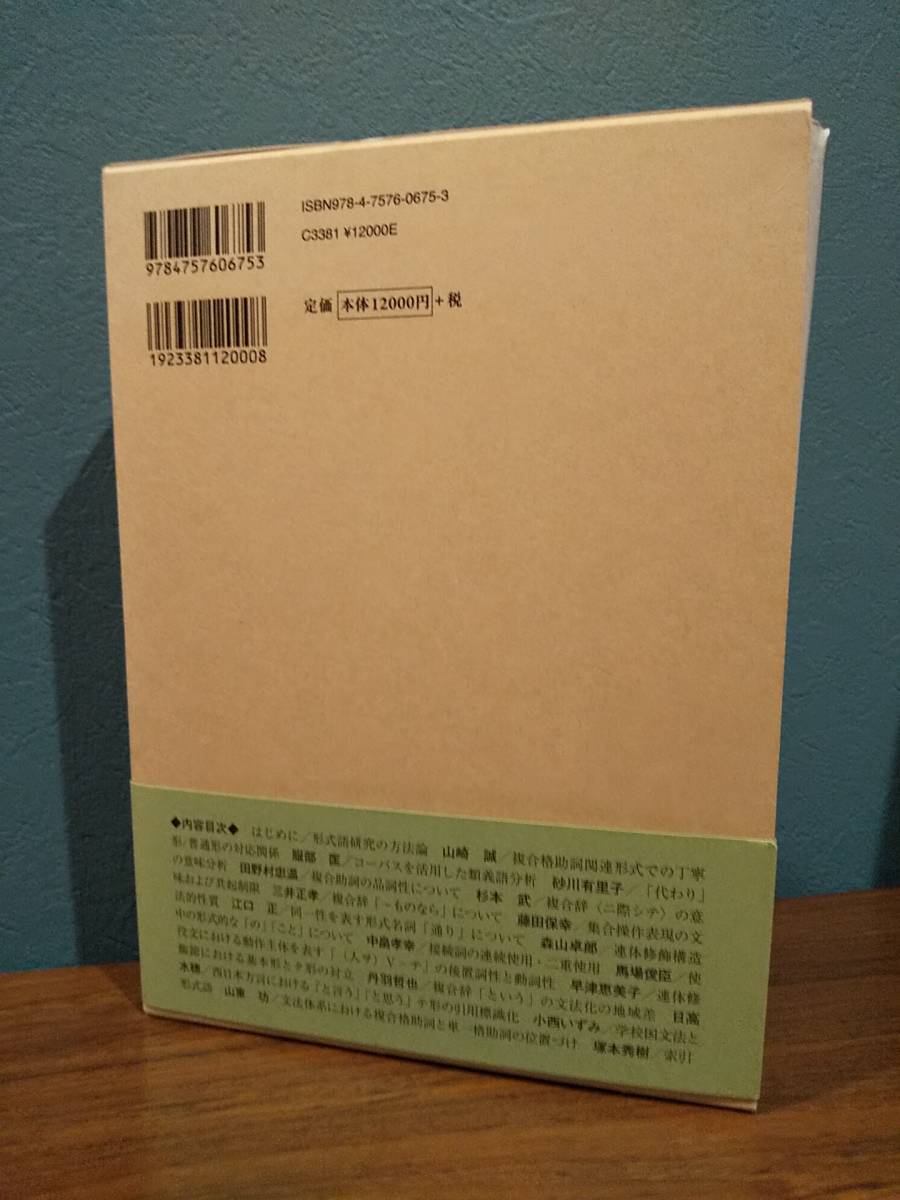 9784757606753
ISBN978-4-7576-0675-3
C3381 ¥12000E
1923381120008
定価 本体12000円 + 税
◆内容目次◆ はじめに／形式語研究の方法論 山崎 誠／複合格助詞関連形式での丁寧
形/普通形の対応関係 服部 匡／コーパスを活用した類義語分析 砂川有里子／「代わり」
の意味分析 田野村忠温／複合助詞の品詞性について 杉本 武／複合辞〈ニ際シテ〉の意
味および共起制限 三井正孝／複合辞「－ものなら」について 藤田保幸／集合操作表現の文
法的性質 江口 正／同一性を表す形式名詞「通り」について 森山卓郎／連体修飾構造
中の形式的な「の」「こと」について 中畠孝幸／接続詞の連続使用・二重使用 馬場俊臣／使
役文における動作主体を表す「（人ヲ）Ｖ－テ」の後置詞性と動詞性 早津恵美子／連体修
飾節における基本形とタ形の対立 丹羽哲也／複合辞「という」の文法化の地域差 日高
水穂／西日本方言における「と言う」「と思う」テ形の引用標識化 小西いずみ／学校国文法と
形式語 山東 功／文法体系における複合格助詞と単一格助詞の位置づけ 塚本秀樹／索引